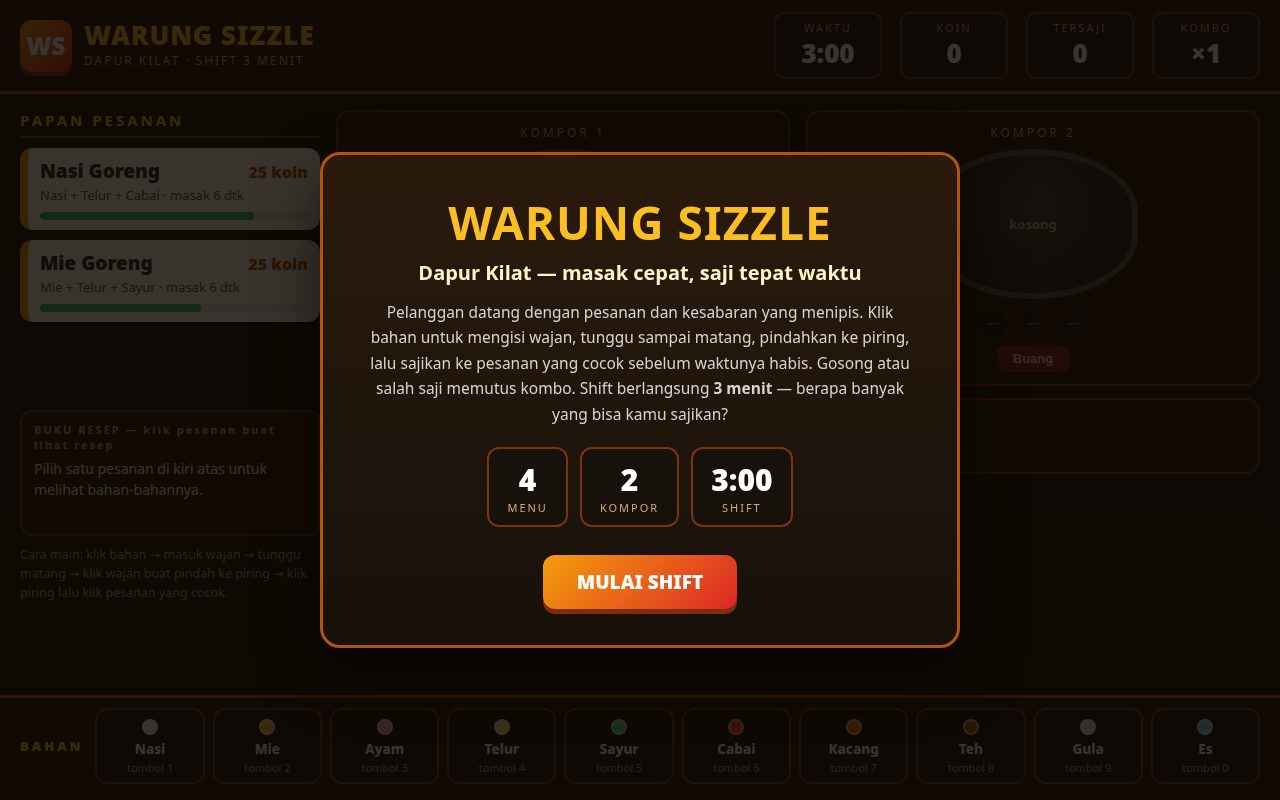 WS
WARUNG SIZZLE
DAPUR KILAT · SHIFT 3 MENIT
WAKTU
3:00
KOIN
0
TERSAJI
0
KOMBO
×1
PAPAN PESANAN
Nasi Goreng
25 koin
Nasi + Telur + Cabai · masak 6 dtk
Mie Goreng
25 koin
Mie + Telur + Sayur · masak 6 dtk
BUKU RESEP — klik pesanan buat
lihat resep
Pilih satu pesanan di kiri atas untuk
melihat bahan-bahannya.
Cara main: klik bahan → masuk wajan → tunggu
matang → klik wajan buat pindah ke piring → klik
piring lalu klik pesanan yang cocok.
KOMPOR 1
KOMPOR 2
kosong
— — —
Buang
WARUNG SIZZLE
Dapur Kilat — masak cepat, saji tepat waktu
Pelanggan datang dengan pesanan dan kesabaran yang menipis. Klik
bahan untuk mengisi wajan, tunggu sampai matang, pindahkan ke piring,
lalu sajikan ke pesanan yang cocok sebelum waktunya habis. Gosong atau
salah saji memutus kombo. Shift berlangsung 3 menit — berapa banyak
yang bisa kamu sajikan?
4
MENU
2
KOMPOR
3:00
SHIFT
MULAI SHIFT
BAHAN
Nasi
tombol 1
Mie
tombol 2
Ayam
tombol 3
Telur
tombol 4
Sayur
tombol 5
Cabai
tombol 6
Kacang
tombol 7
Teh
tombol 8
Gula
tombol 9
Es
tombol 0